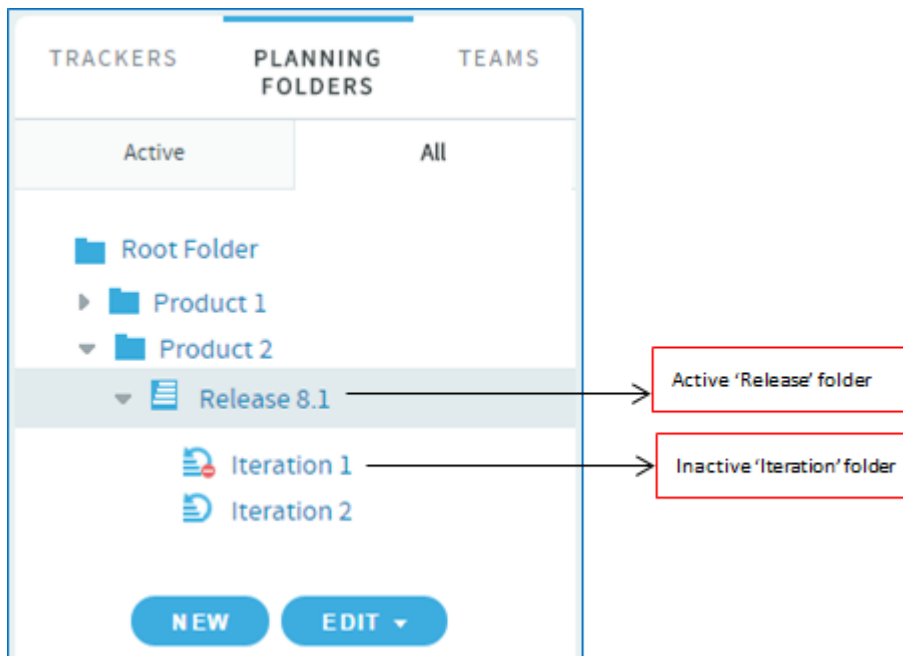 TRACKERS
PLANNING
FOLDERS
TEAMS
Active
All
Root Folder
Product 1
Product 2
Release 8.1
Active ‘Release’ folder
Iteration 1
Inactive ‘Iteration’ folder
Iteration 2
NEW
EDIT